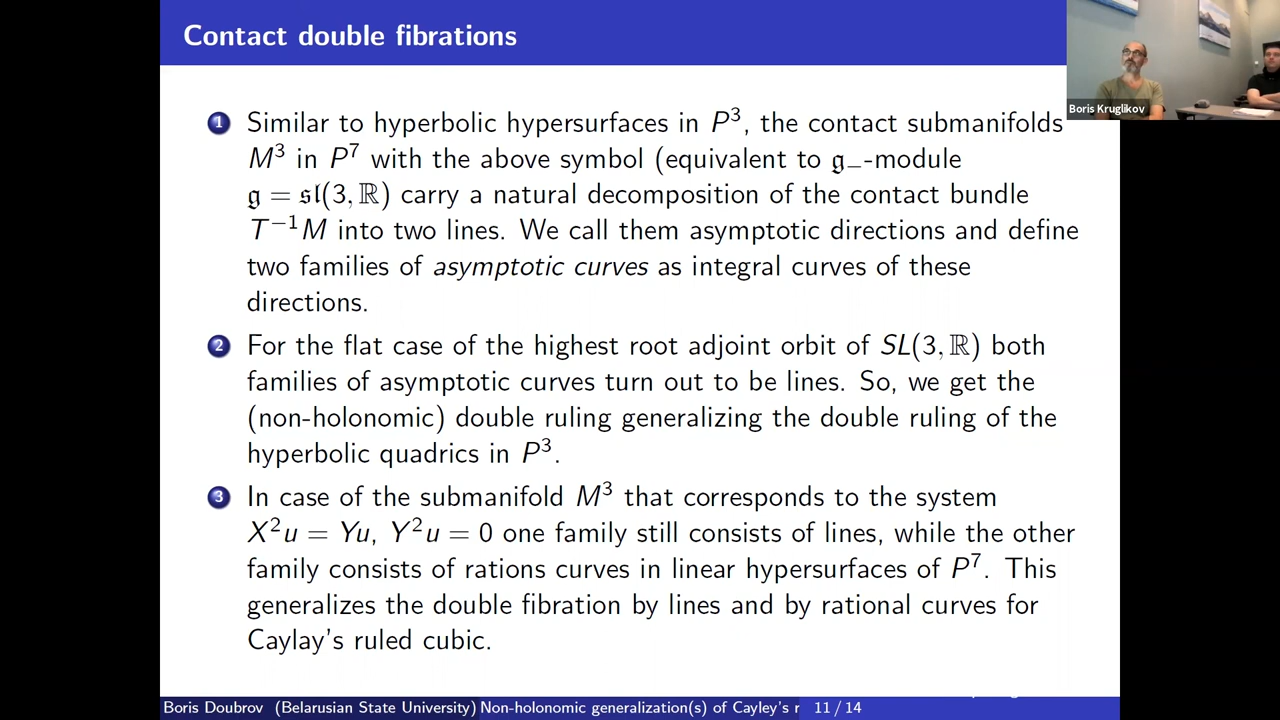 Contact double fibrations
Boris Kruglikov
1 Similar to hyperbolic hypersurfaces in P³, the contact submanifolds
M³ in P⁷ with the above symbol (equivalent to 𝔤₋-module
𝔤 = 𝔰𝔩(3, ℝ) carry a natural decomposition of the contact bundle
T⁻¹M into two lines. We call them asymptotic directions and define
two families of asymptotic curves as integral curves of these
directions.
2 For the flat case of the highest root adjoint orbit of SL(3, ℝ) both
families of asymptotic curves turn out to be lines. So, we get the
(non-holonomic) double ruling generalizing the double ruling of the
hyperbolic quadrics in P³.
3 In case of the submanifold M³ that corresponds to the system
X²u = Yu, Y²u = 0 one family still consists of lines, while the other
family consists of rations curves in linear hypersurfaces of P⁷. This
generalizes the double fibration by lines and by rational curves for
Caylay's ruled cubic.
Boris Doubrov (Belarusian State University) Non-holonomic generalization(s) of Cayley's r 11 / 14